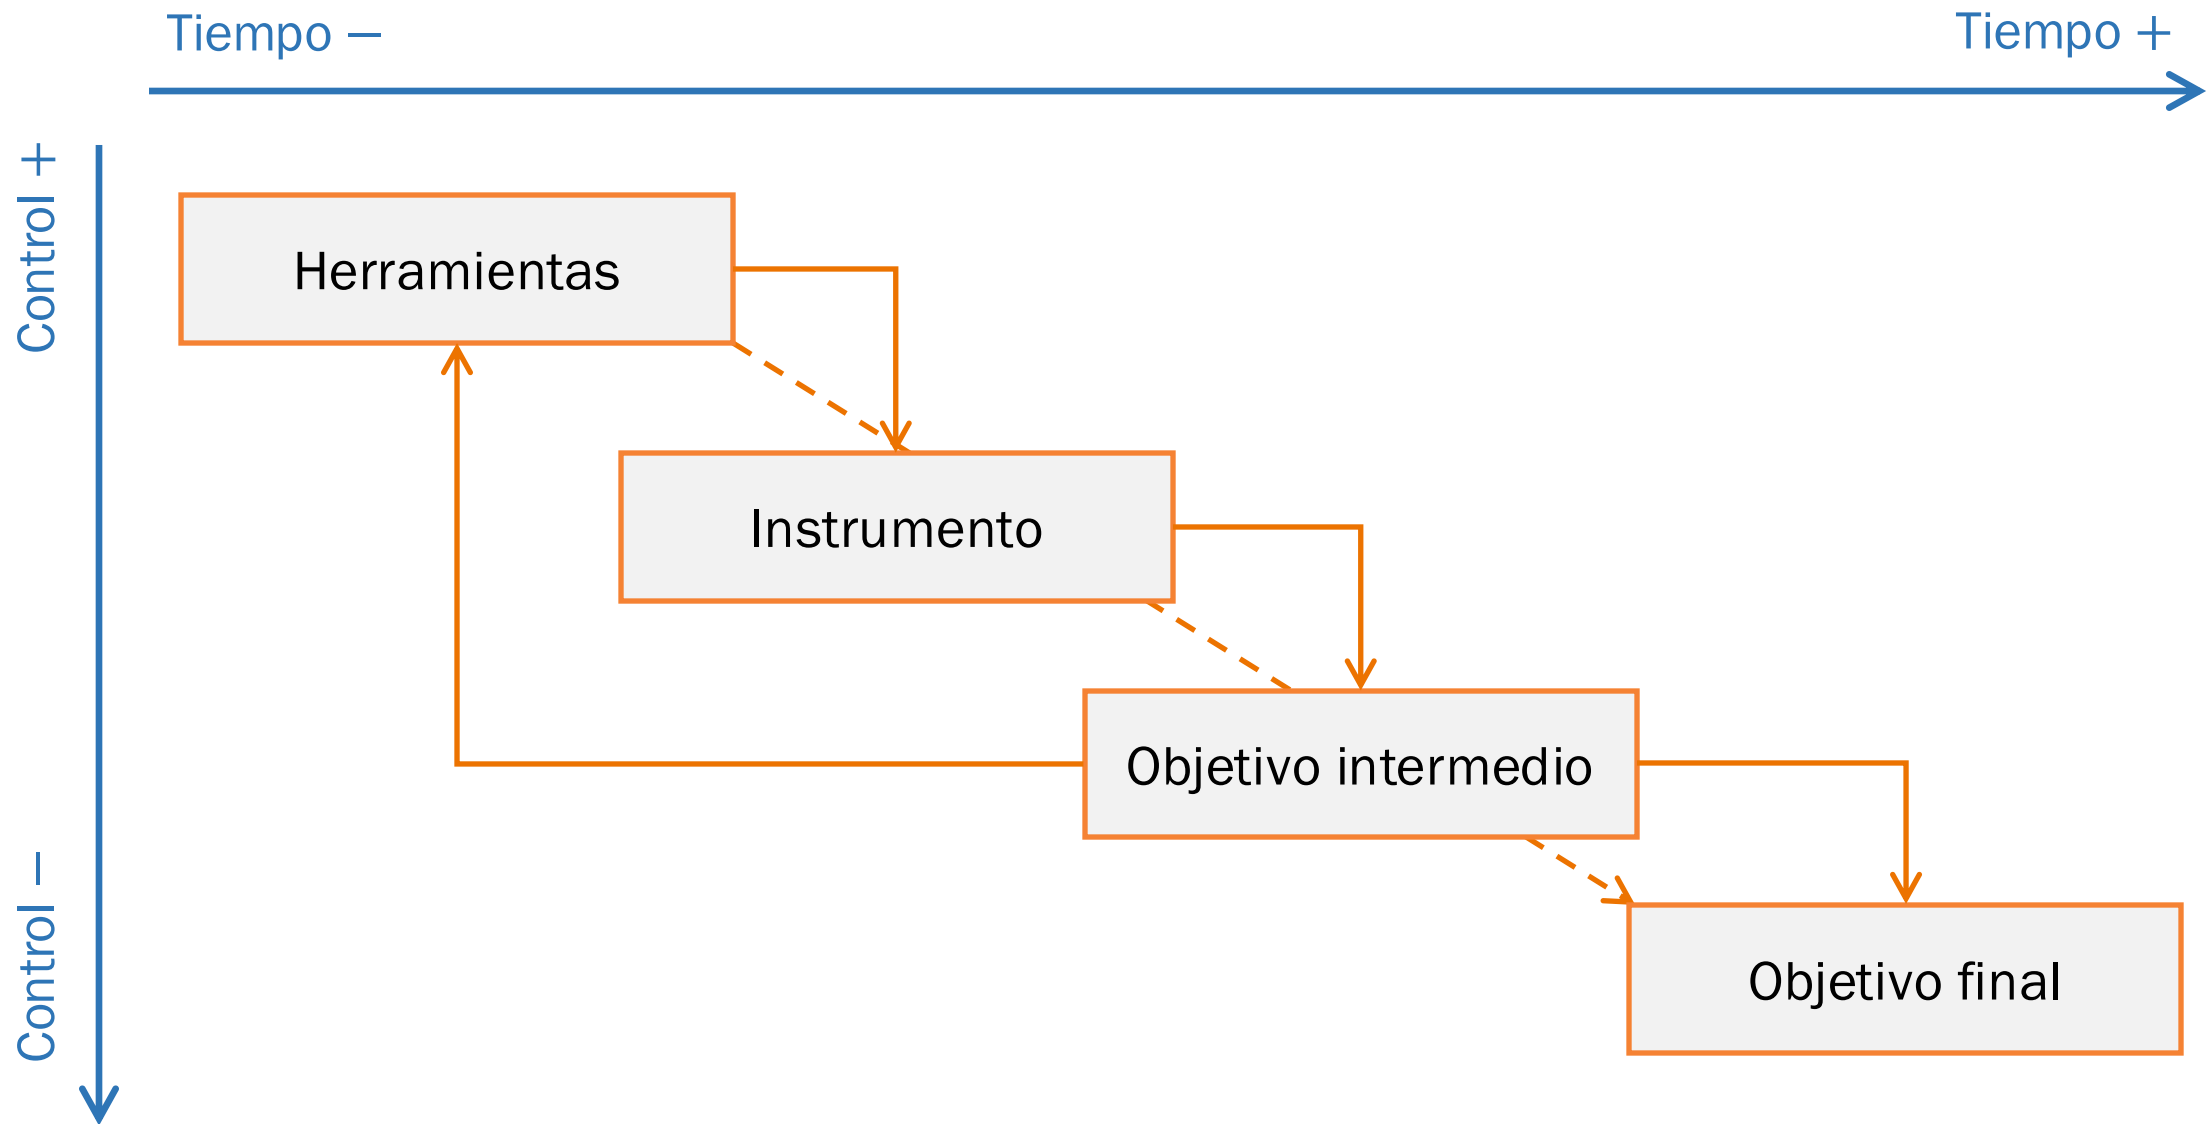 Tiempo –
Tiempo +
Control +
Herramientas
Instrumento
Objetivo intermedio
Control –
Objetivo final